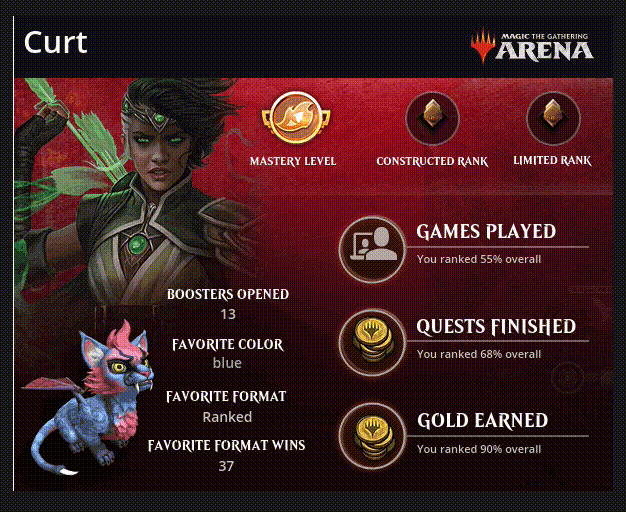 Curt
MAGIC THE GATHERING
ARENA
MASTERY LEVEL
CONSTRUCTED RANK
LIMITED RANK
GAMES PLAYED
You ranked 55% overall
BOOSTERS OPENED
13
QUESTS FINISHED
You ranked 68% overall
FAVORITE COLOR
blue
FAVORITE FORMAT
Ranked
GOLD EARNED
You ranked 90% overall
FAVORITE FORMAT WINS
37